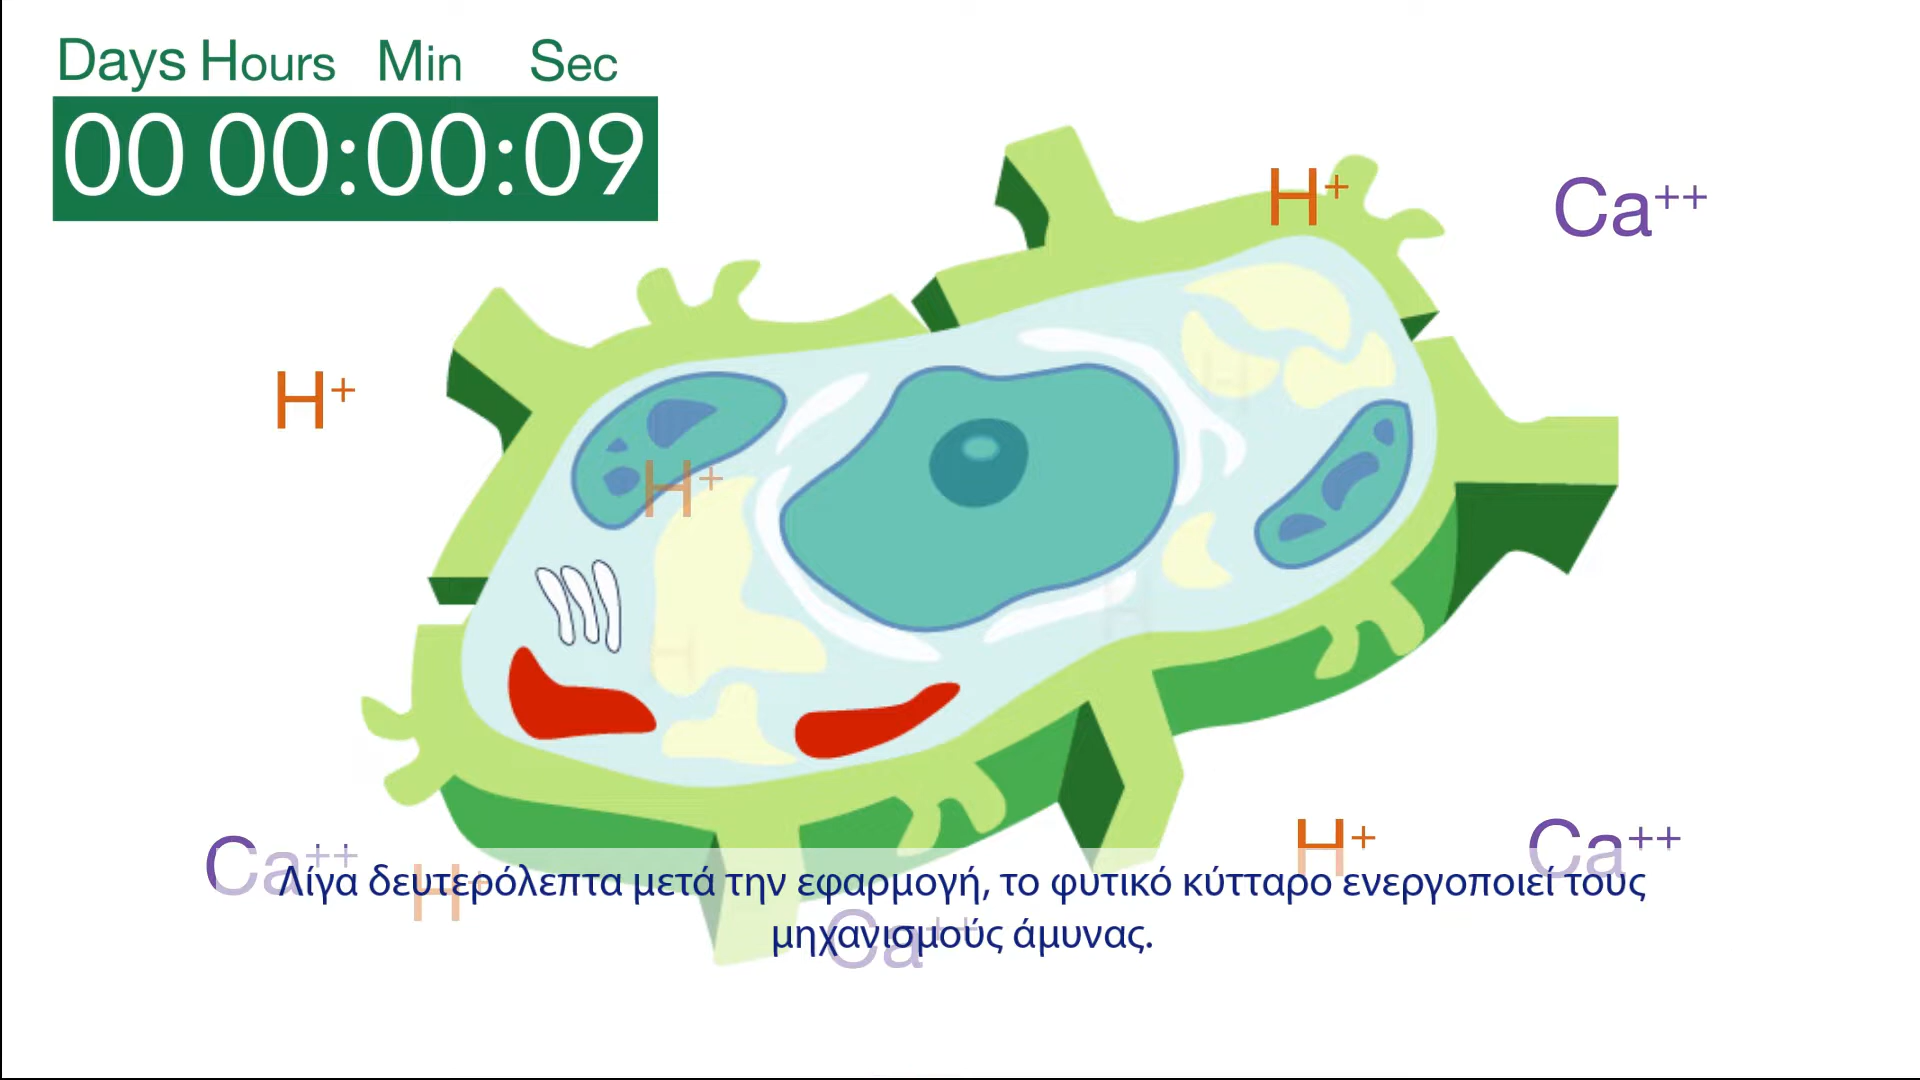 Days Hours Min Sec
00 00:00:09
H⁺
Ca⁺⁺
H⁺
H⁺
H
H
H
Ca⁺⁺
H⁺
H⁺
Ca⁺⁺
Λίγα δευτερόλεπτα μετά την εφαρμογή, το φυτικό κύτταρο ενεργοποιεί τους
μηχανισμούς άμυνας.
Ca⁺⁺